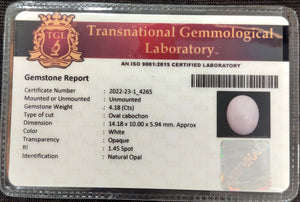 TGL
Transnational Gemmological
Laboratory.
AN ISO 9001:2015 CERTIFIED LABORATORY
Gemstone Report
Certificate Number : 2022-23-1_4265
Mounted or Unmounted : Unmounted
Gemstone Weight : 4.18 (Cts)
Type of cut : Oval cabochon
Dimension : 14.18 x 10.00 x 5.94 mm. Approx
Color : White
Transparency : Opaque
RI : 1.45 Spot
Identification : Natural Opal